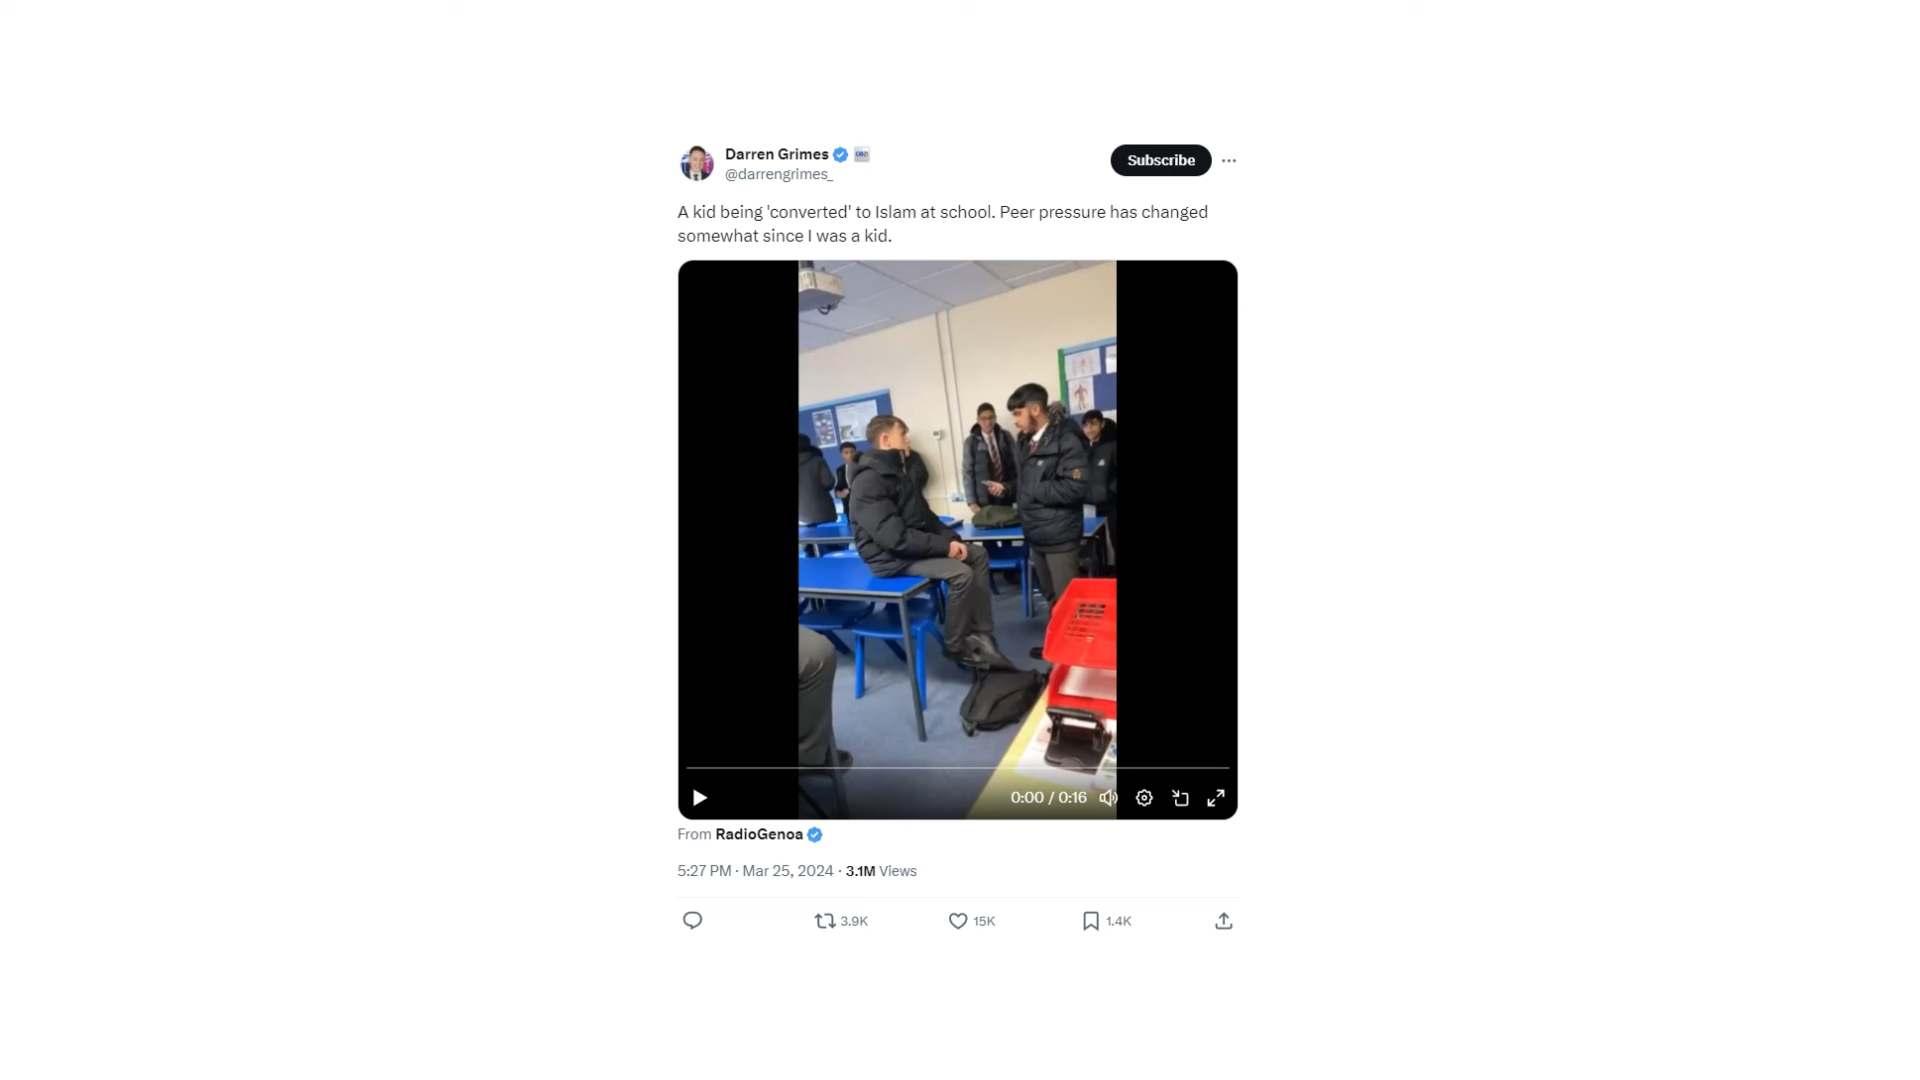 Darren Grimes
@darrengrimes_
Subscribe
A kid being 'converted' to Islam at school. Peer pressure has changed
somewhat since I was a kid.
0:00 / 0:16
From RadioGenoa
5:27 PM · Mar 25, 2024 · 3.1M Views
3.9K 15K 1.4K